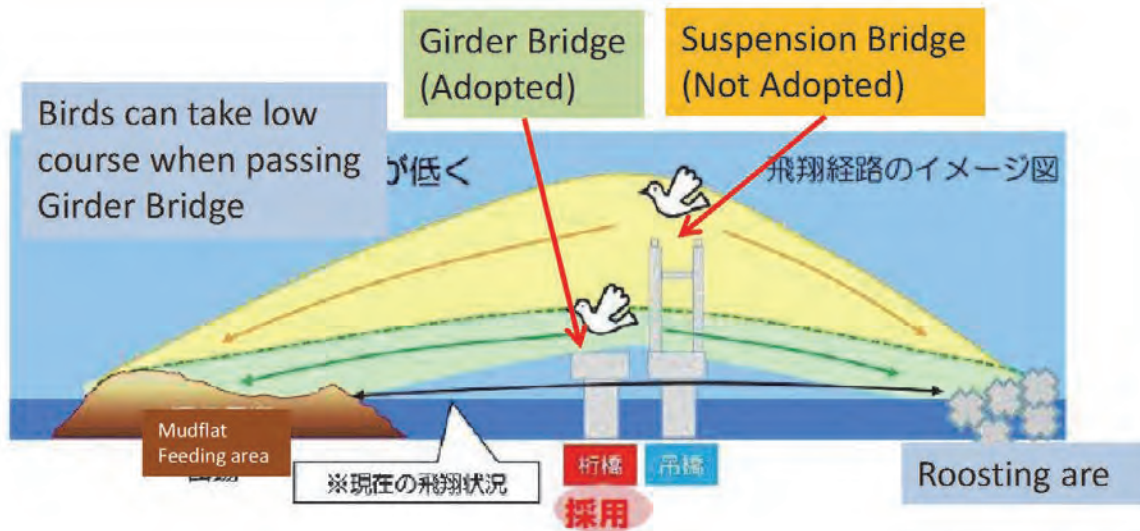 Girder Bridge
(Adopted)
Suspension Bridge
(Not Adopted)
Birds can take low
course when passing
Girder Bridge
が低く
飛翔経路のイメージ図
Mudflat
Feeding area
※現在の飛翔状況
桁橋
吊橋
採用
Roosting are